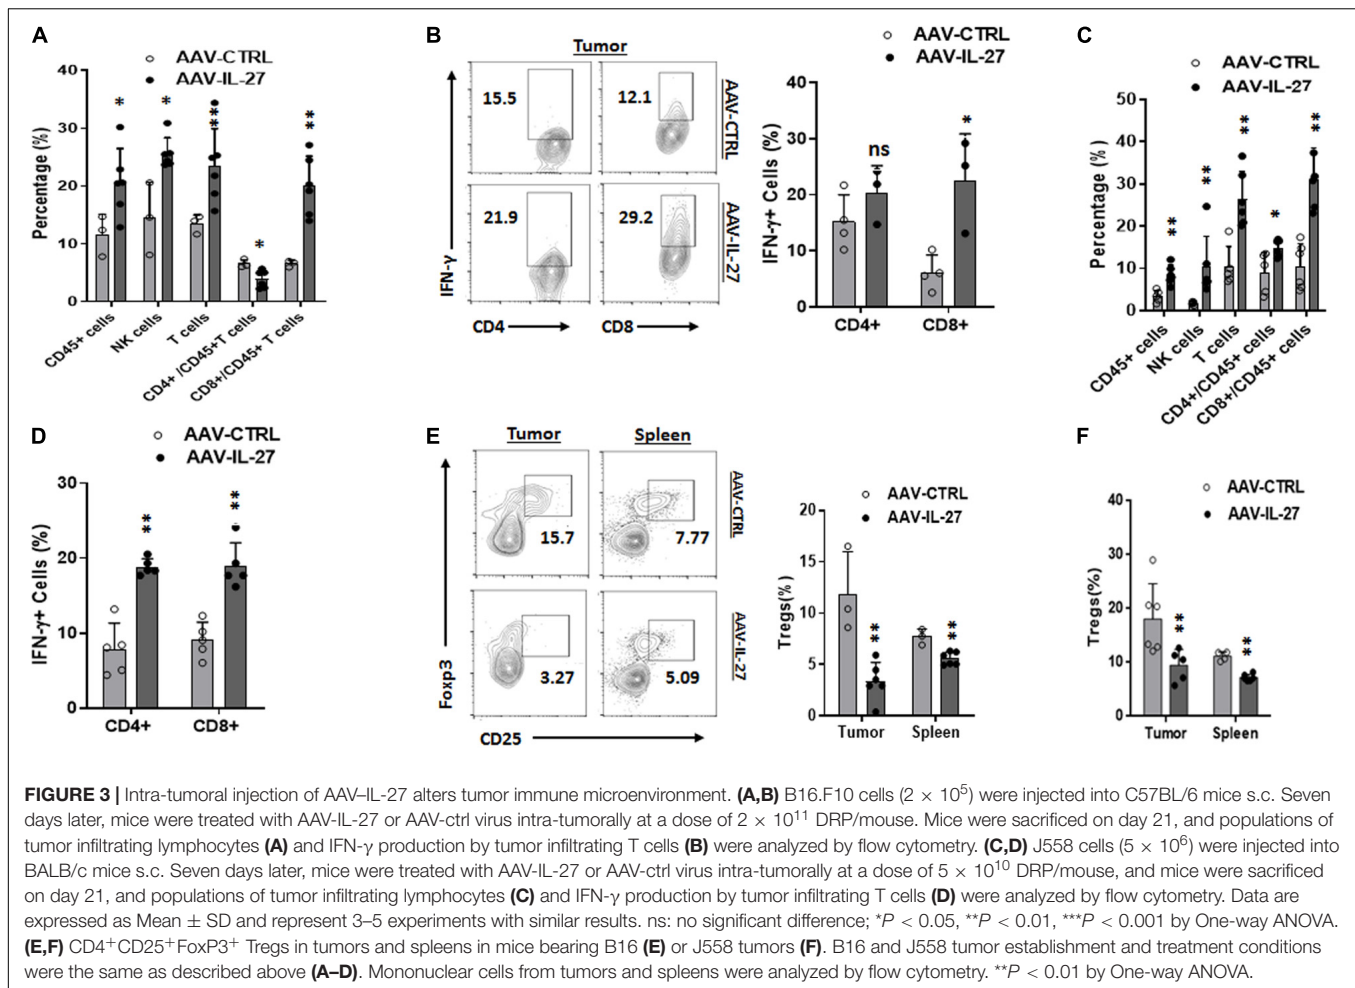 A
AAV-CTRL
AAV-IL-27
Percentage (%)
40
30
20
10
0
*
*
***
*
**
CD45+ cells
NK cells
T cells
CD4+ /CD45+T cells
CD8+/CD45+ T cells
B
Tumor
15.5
12.1
AAV-CTRL
21.9
29.2
AAV-IL-27
IFN-γ
CD4
CD8
AAV-CTRL
AAV-IL-27
IFN-γ+ Cells (%)
40
30
20
10
0
ns
*
CD4+
CD8+
C
AAV-CTRL
AAV-IL-27
Percentage (%)
50
40
30
20
10
0
**
**
**
*
**
CD45+ cells
NK cells
T cells
CD4+/CD45+ cells
CD8+/CD45+ cells
D
AAV-CTRL
AAV-IL-27
IFN-γ+ Cells (%)
30
20
10
0
**
**
CD4+
CD8+
E
Tumor
Spleen
15.7
7.77
AAV-CTRL
3.27
5.09
AAV-IL-27
Foxp3
CD25
AAV-CTRL
AAV-IL-27
Tregs(%)
20
15
10
5
0
**
**
Tumor
Spleen
F
AAV-CTRL
AAV-IL-27
Tregs(%)
40
30
20
10
0
**
**
Tumor
Spleen
FIGURE 3 | Intra-tumoral injection of AAV–IL-27 alters tumor immune microenvironment. (A,B) B16.F10 cells (2 × 10⁵) were injected into C57BL/6 mice s.c. Seven
days later, mice were treated with AAV-IL-27 or AAV-ctrl virus intra-tumorally at a dose of 2 × 10¹¹ DRP/mouse. Mice were sacrificed on day 21, and populations of
tumor infiltrating lymphocytes (A) and IFN-γ production by tumor infiltrating T cells (B) were analyzed by flow cytometry. (C,D) J558 cells (5 × 10⁶) were injected into
BALB/c mice s.c. Seven days later, mice were treated with AAV-IL-27 or AAV-ctrl virus intra-tumorally at a dose of 5 × 10¹⁰ DRP/mouse, and mice were sacrificed
on day 21, and populations of tumor infiltrating lymphocytes (C) and IFN-γ production by tumor infiltrating T cells (D) were analyzed by flow cytometry. Data are
expressed as Mean ± SD and represent 3–5 experiments with similar results. ns: no significant difference; *P < 0.05, **P < 0.01, ***P < 0.001 by One-way ANOVA.
(E,F) CD4⁺CD25⁺FoxP3⁺ Tregs in tumors and spleens in mice bearing B16 (E) or J558 tumors (F). B16 and J558 tumor establishment and treatment conditions
were the same as described above (A–D). Mononuclear cells from tumors and spleens were analyzed by flow cytometry. **P < 0.01 by One-way ANOVA.